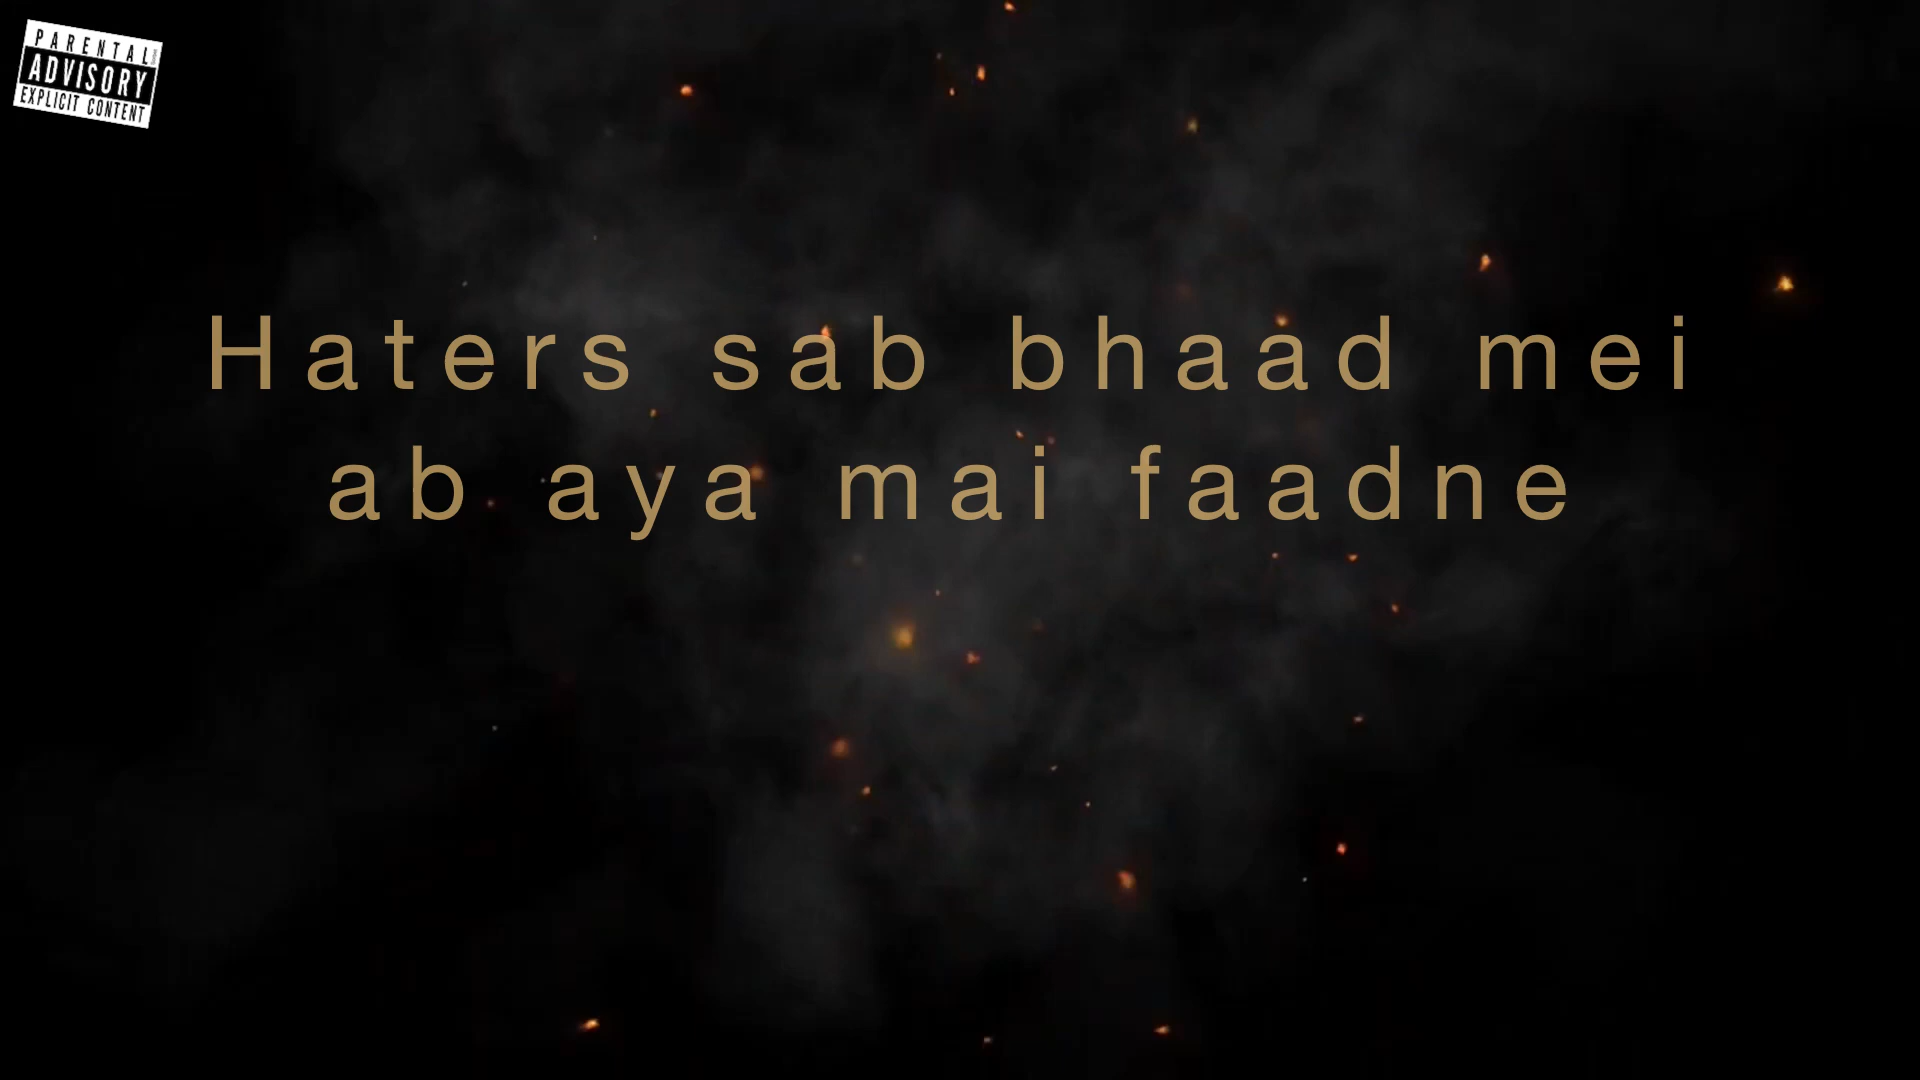 PARENTAL
ADVISORY
EXPLICIT CONTENT
Haters sab bhaad mei
ab aya mai faadne